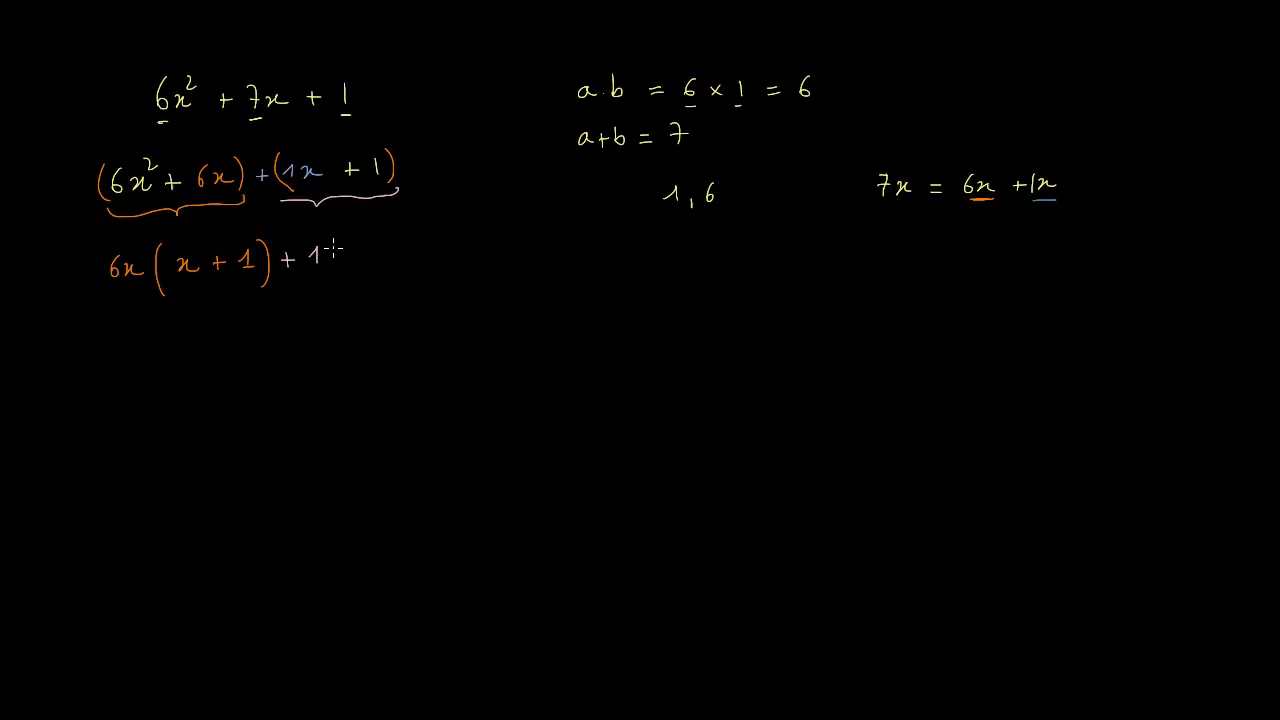 6x² + 7x + 1
(6x² + 6x) + (1x + 1)
6x ( x + 1 ) + 1
a.b = 6 × 1 = 6
a+b = 7
1, 6
7x = 6x + 1x